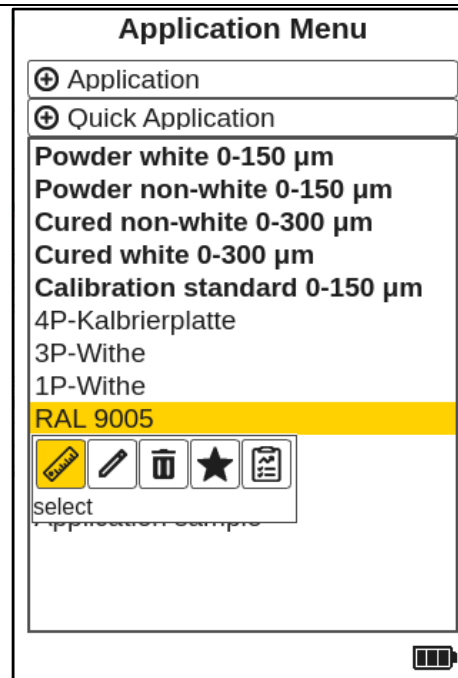 Application Menu
Application
Quick Application
Powder white 0-150 μm
Powder non-white 0-150 μm
Cured non-white 0-300 μm
Cured white 0-300 μm
Calibration standard 0-150 μm
4P-Kalbrierplatte
3P-Withe
1P-Withe
RAL 9005
select
Application sample